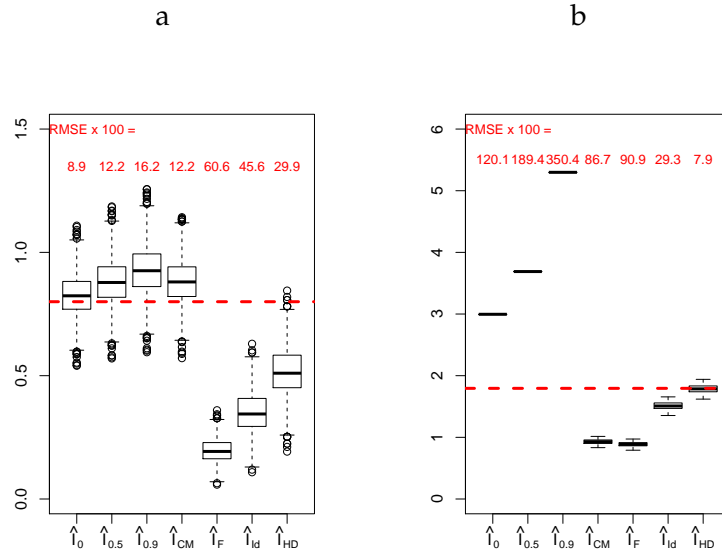 a
b
RMSE x 100 =
8.9 12.2 16.2 12.2 60.6 45.6 29.9
1.5
1.0
0.5
0.0
Î0 Î0.5 Î0.9 ÎCM ÎF ÎId ÎHD
RMSE x 100 =
120.1 189.4 350.4 86.7 90.9 29.3 7.9
6
5
4
3
2
1
0
Î0 Î0.5 Î0.9 ÎCM ÎF ÎId ÎHD